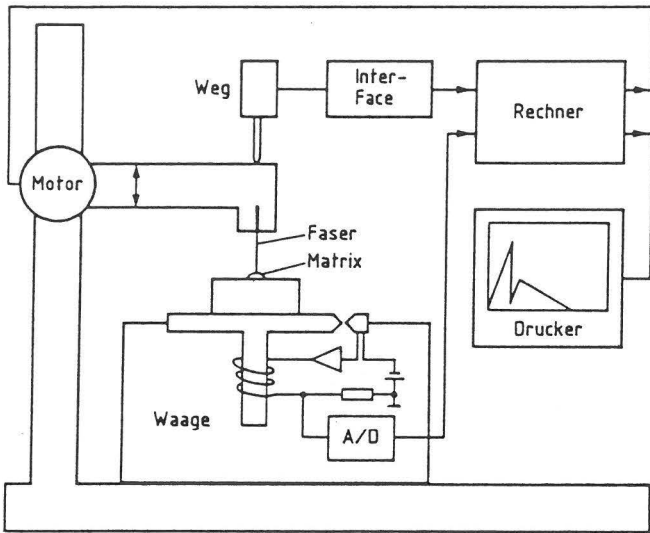 Weg
Inter-
Face
Rechner
Motor
Faser
Matrix
Drucker
Waage
A/D